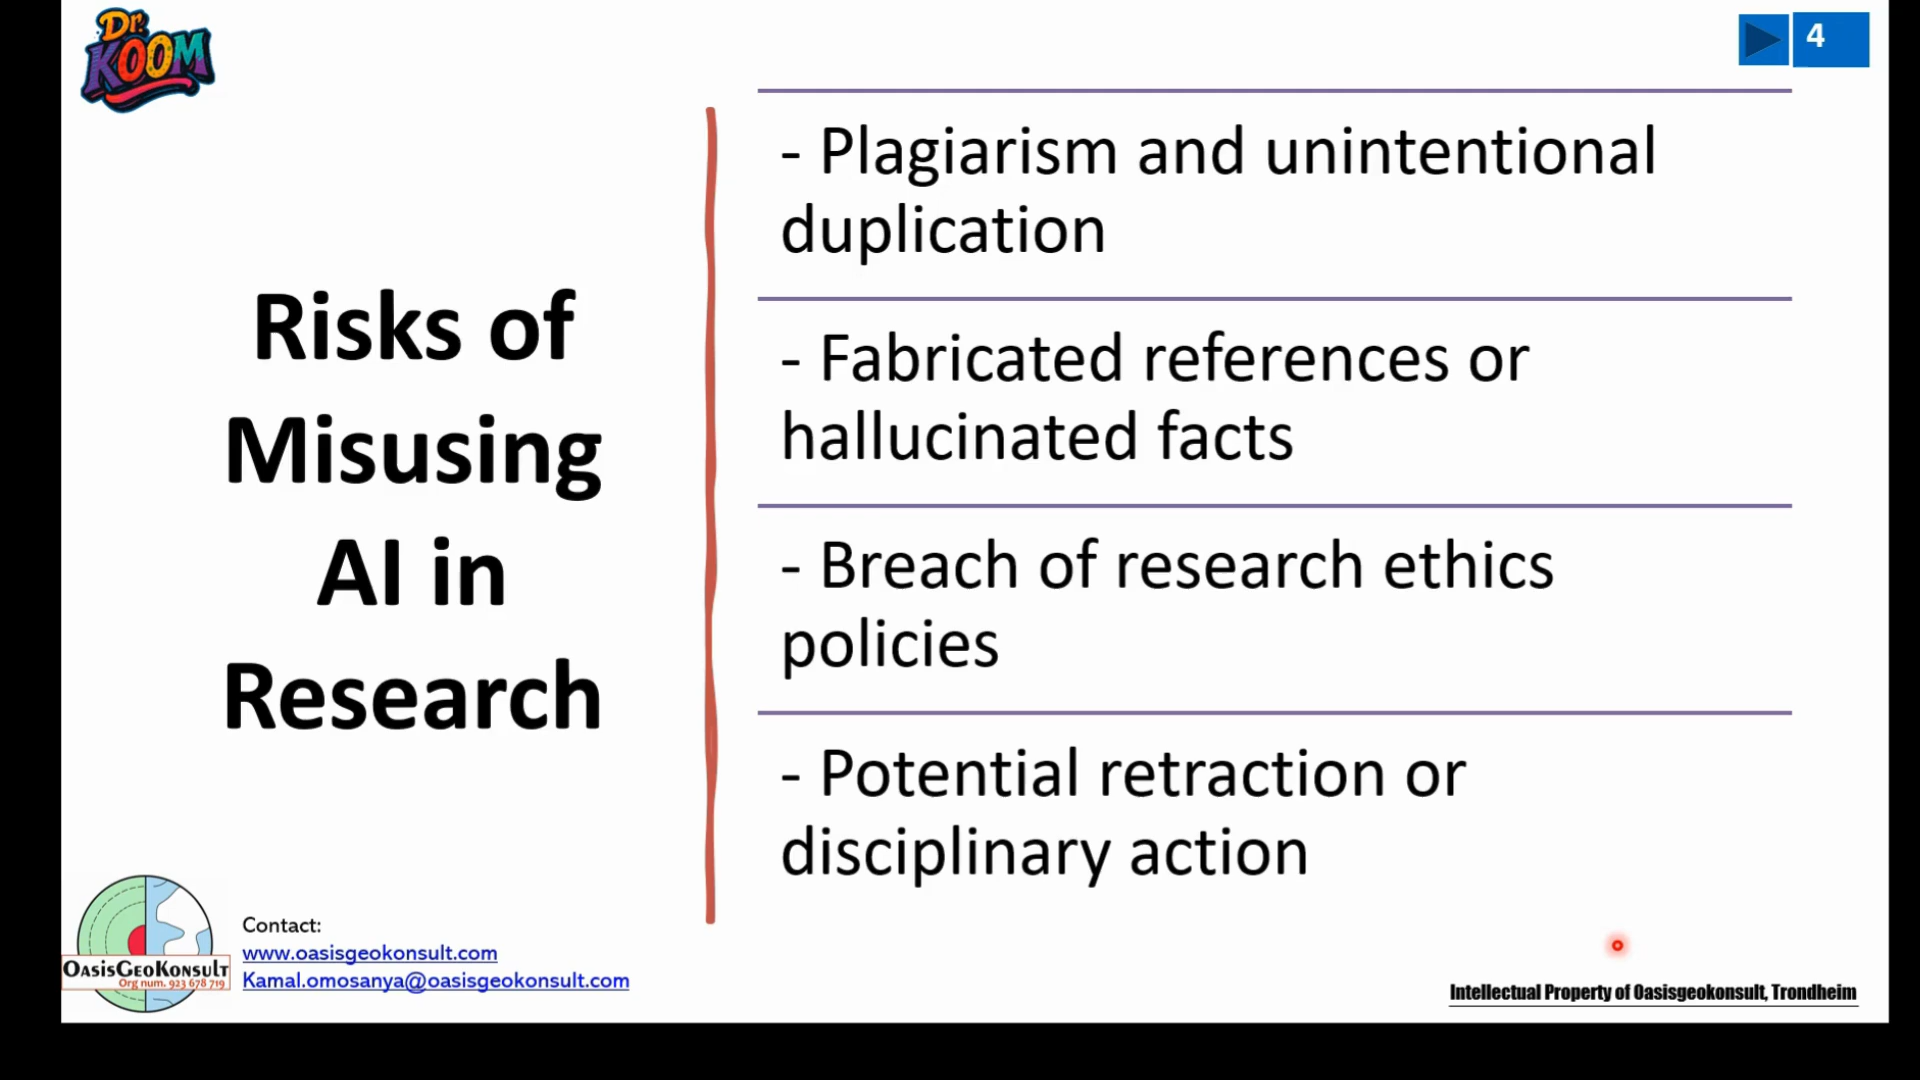 Dr.
KOOM
4
Risks of
Misusing
AI in
Research
- Plagiarism and unintentional
duplication
- Fabricated references or
hallucinated facts
- Breach of research ethics
policies
- Potential retraction or
disciplinary action
OASISGEOKONSULT
Org num. 923 678 719
Contact:
www.oasisgeokonsult.com
Kamal.omosanya@oasisgeokonsult.com
Intellectual Property of Oasisgeokonsult, Trondheim